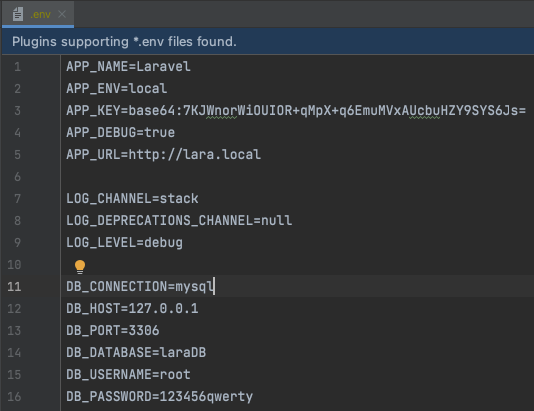 .env
Plugins supporting *.env files found.
1 APP_NAME=Laravel
2 APP_ENV=local
3 APP_KEY=base64:7KJWnorWiOUIOR+qMpX+q6EmuMVxAUcbuHZY9SYS6Js=
4 APP_DEBUG=true
5 APP_URL=http://lara.local
6
7 LOG_CHANNEL=stack
8 LOG_DEPRECATIONS_CHANNEL=null
9 LOG_LEVEL=debug
10
11 DB_CONNECTION=mysql
12 DB_HOST=127.0.0.1
13 DB_PORT=3306
14 DB_DATABASE=laraDB
15 DB_USERNAME=root
16 DB_PASSWORD=123456qwerty